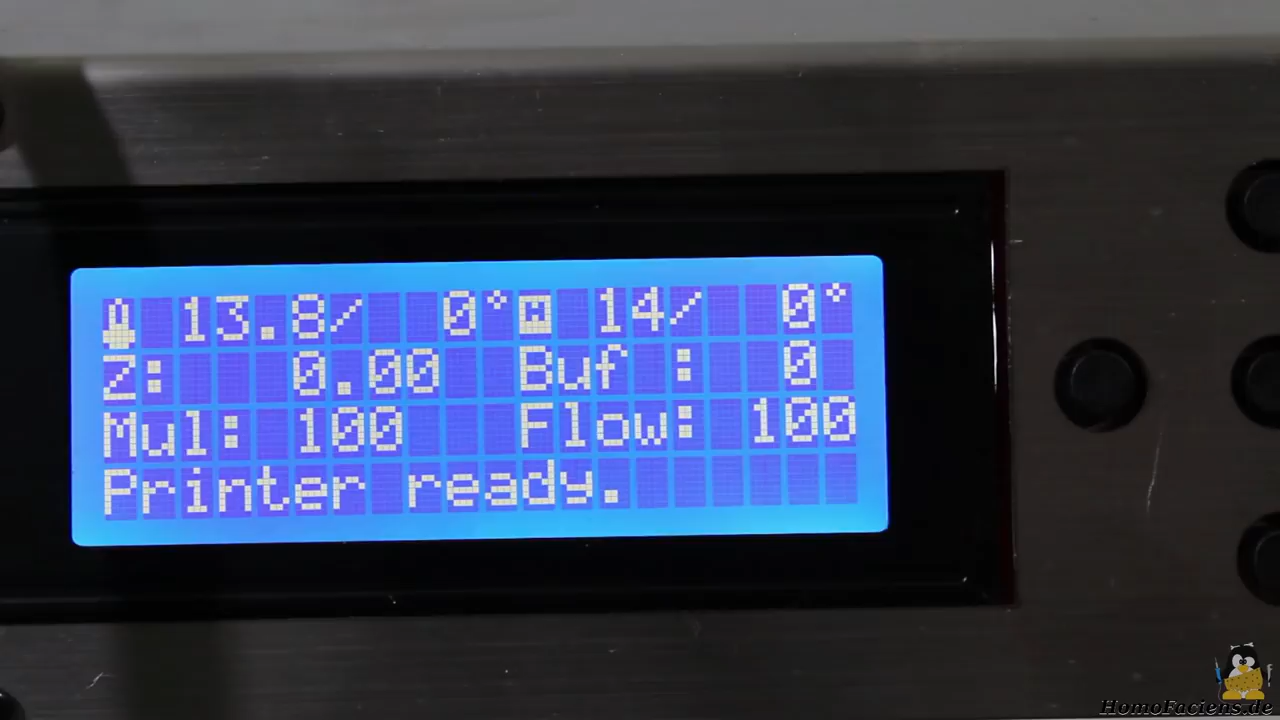 13.8/ 0° 14/ 0°
Z: 0.00 Buf : 0
Mul: 100 Flow: 100
Printer ready.
HomoFaciens.de